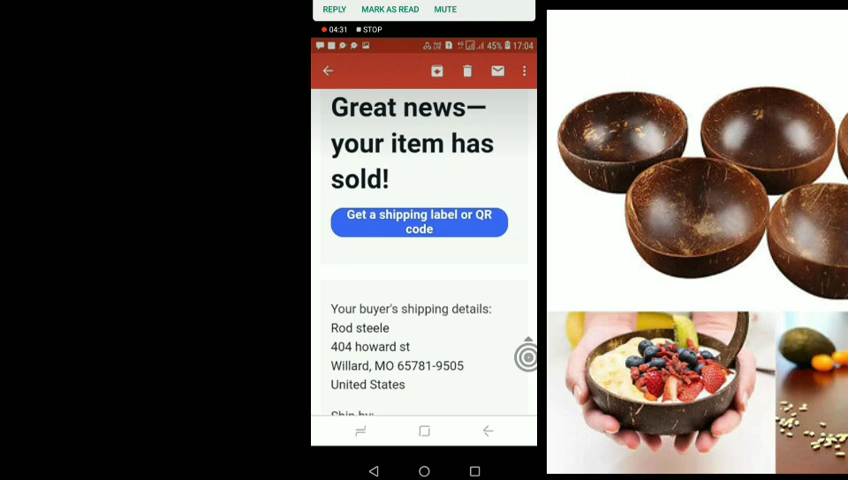 REPLY MARK AS READ MUTE
04:31 STOP
45% 17:04
Great news—
your item has
sold!
Get a shipping label or QR
code
Your buyer's shipping details:
Rod steele
404 howard st
Willard, MO 65781-9505
United States
Ship by: